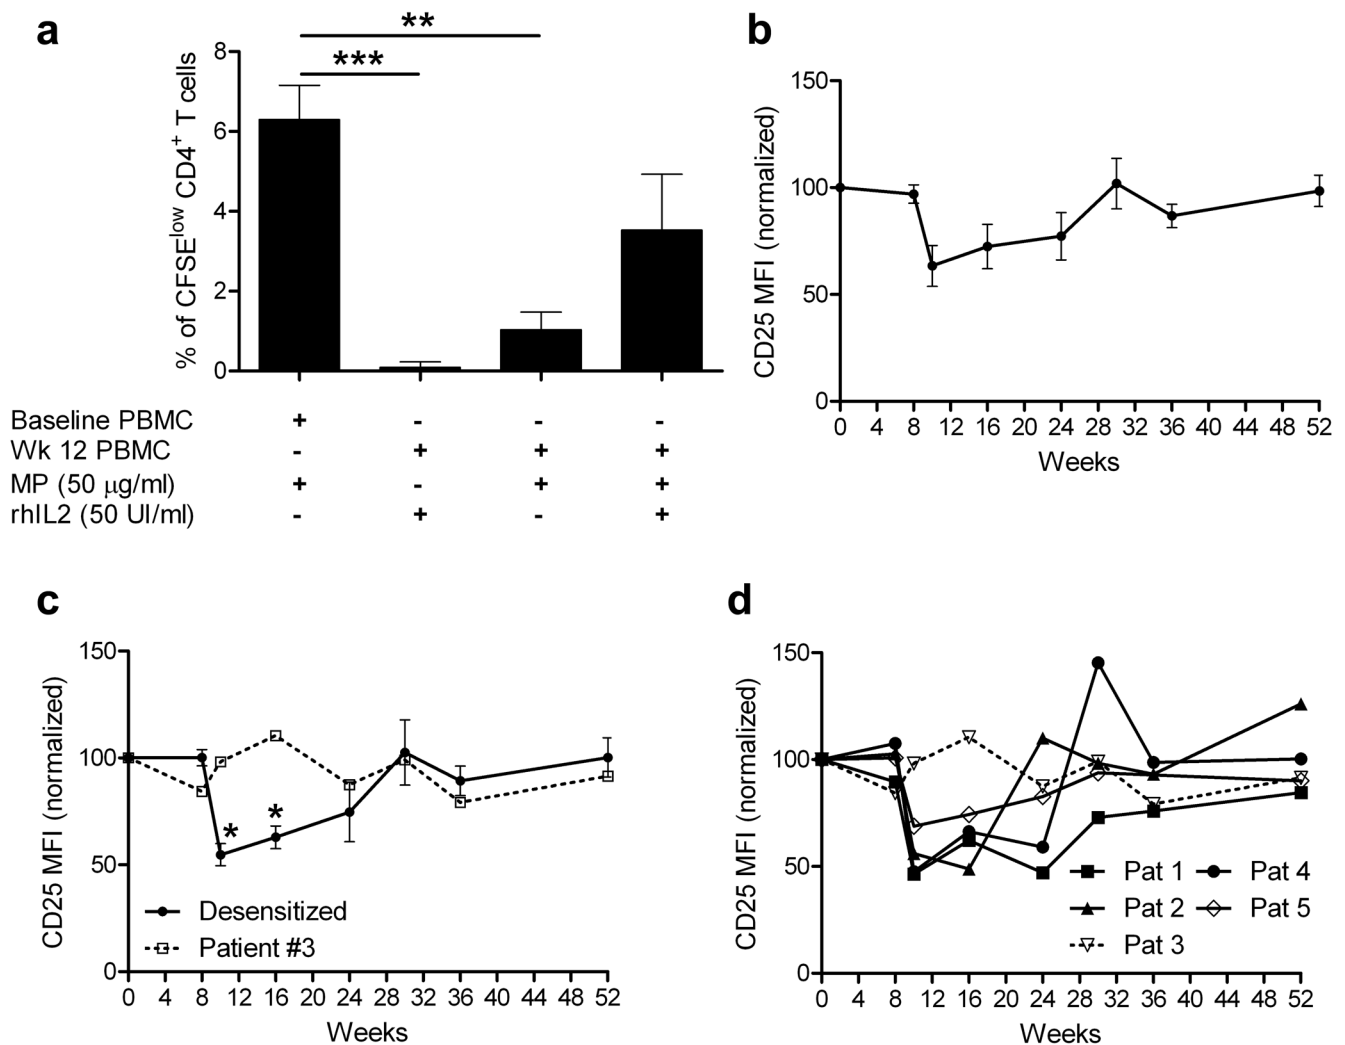 a
**
***
% of CFSElow CD4+ T cells
8
6
4
2
0
Baseline PBMC + - - -
Wk 12 PBMC - + + +
MP (50 μg/ml) + - + +
rhIL2 (50 UI/ml) - + - +
b
CD25 MFI (normalized)
150
100
50
0
0 4 8 12 16 20 24 28 32 36 40 44 48 52
Weeks
c
CD25 MFI (normalized)
150
100
50
0
* *
Desensitized
Patient #3
0 4 8 12 16 20 24 28 32 36 40 44 48 52
Weeks
d
CD25 MFI (normalized)
150
100
50
0
Pat 1 Pat 4
Pat 2 Pat 5
Pat 3
0 4 8 12 16 20 24 28 32 36 40 44 48 52
Weeks